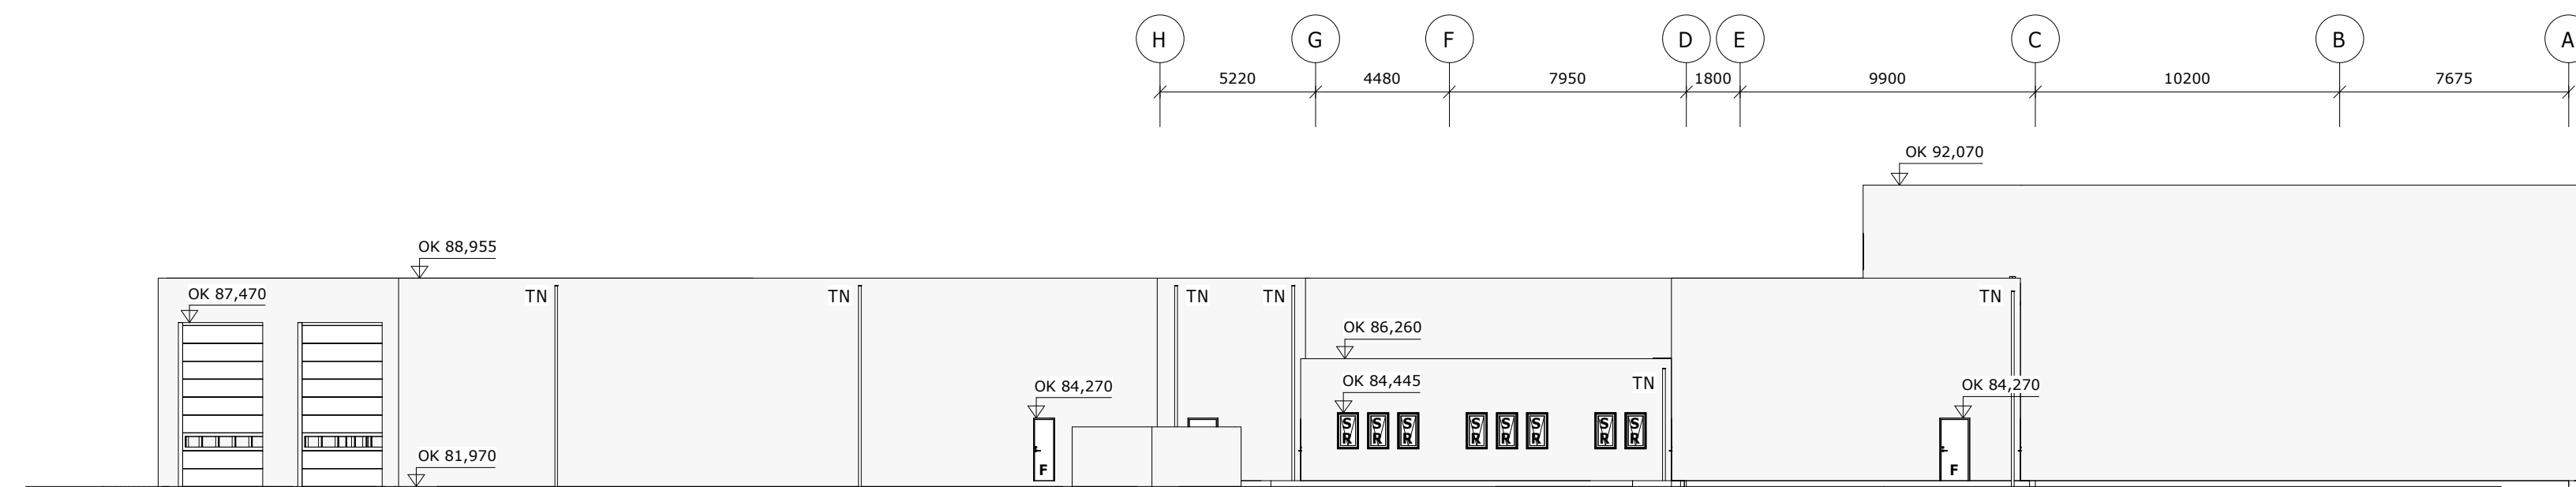 H G F D E C B A
5220 4480 7950 1800 9900 10200 7675
OK 92,070
OK 88,955
OK 87,470 TN TN TN TN TN
OK 86,260
OK 84,270 OK 84,445 TN OK 84,270
S S S S S S S S
R R R R R R R R
OK 81,970
F F